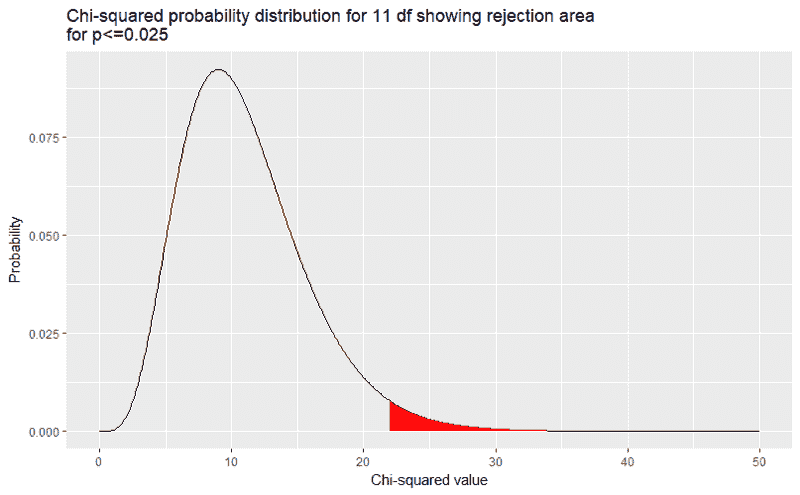 Chi-squared probability distribution for 11 df showing rejection area
for p<=0.025
0.075
0.050
0.025
0.000
Probability
0 10 20 30 40 50
Chi-squared value